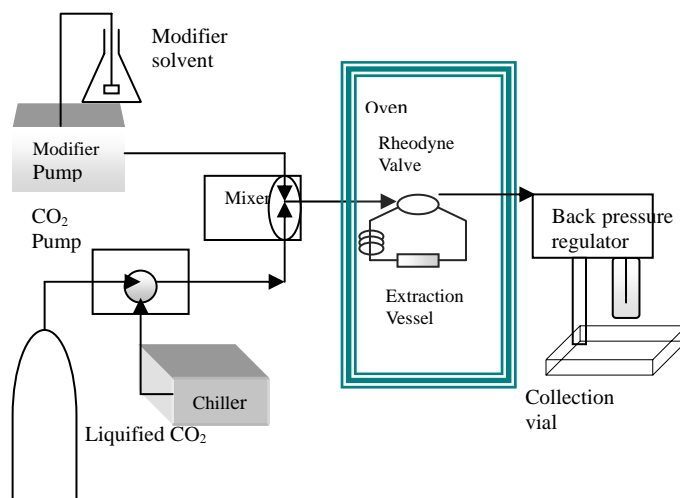 Modifier
solvent
Modifier
Pump
CO₂
Pump
Mixer
Oven
Rheodyne
Valve
Extraction
Vessel
Back pressure
regulator
Collection
vial
Chiller
Liquified CO₂